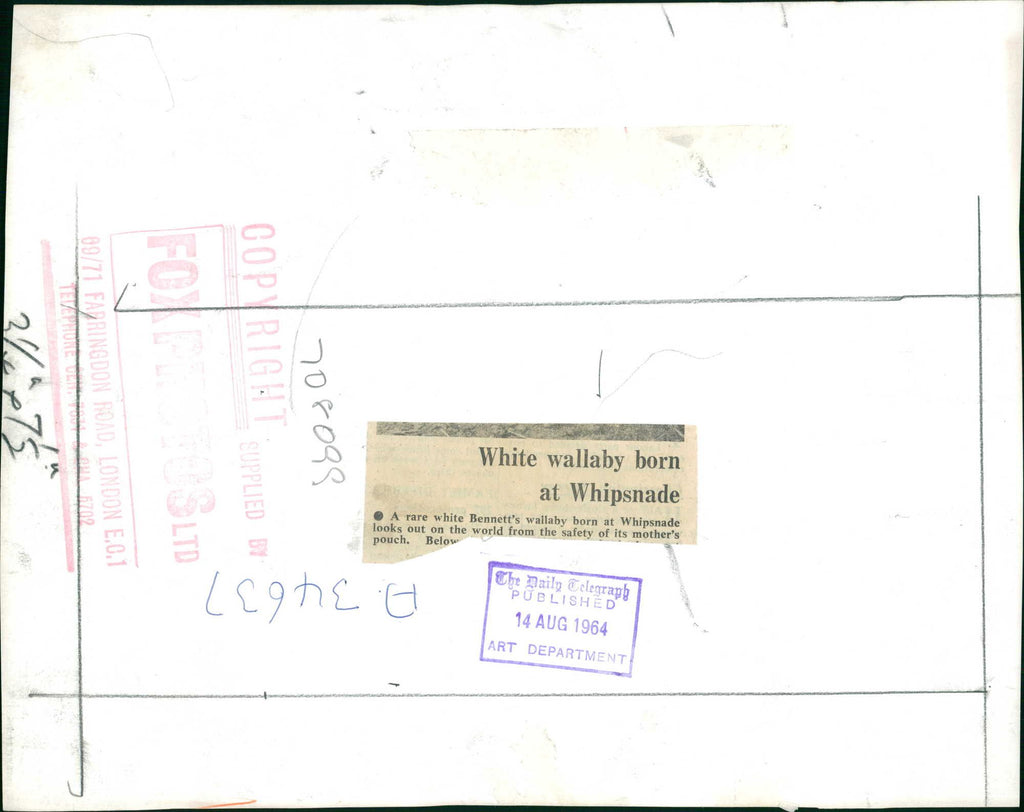 COPYRIGHT SUPPLIED BY
FOX PHOTOS LTD
69/71 FARRINGDON ROAD, LONDON E.C.1
TELEPHONE
708099
White wallaby born
at Whipsnade
● A rare white Bennett's wallaby born at Whipsnade
looks out on the world from the safety of its mother's
pouch. Below
The Daily Telegraph
PUBLISHED
14 AUG 1964
ART DEPARTMENT
A 34637